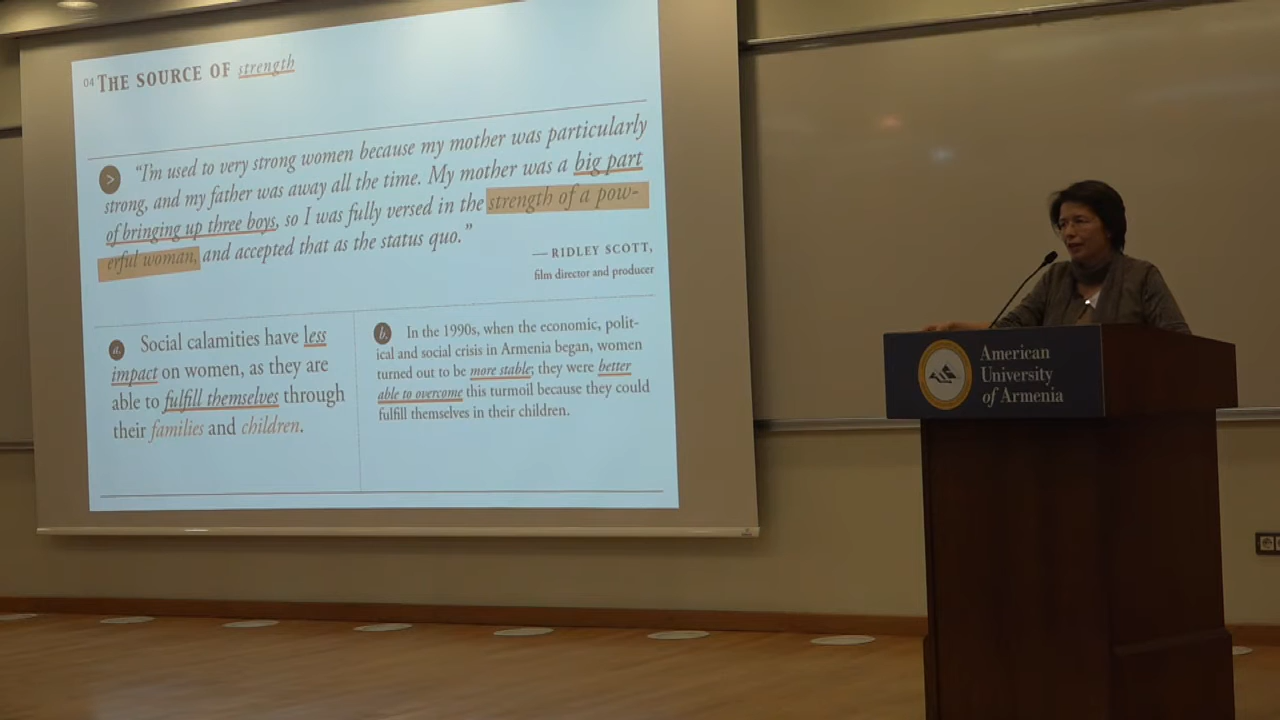 04 THE SOURCE OF strength
> “I'm used to very strong women because my mother was particularly
strong, and my father was away all the time. My mother was a big part
of bringing up three boys, so I was fully versed in the strength of a pow-
erful woman, and accepted that as the status quo.”
— RIDLEY SCOTT,
film director and producer
a. Social calamities have less
impact on women, as they are
able to fulfill themselves through
their families and children.
b. In the 1990s, when the economic, polit-
ical and social crisis in Armenia began, women
turned out to be more stable; they were better
able to overcome this turmoil because they could
fulfill themselves in their children.
American
University
of Armenia